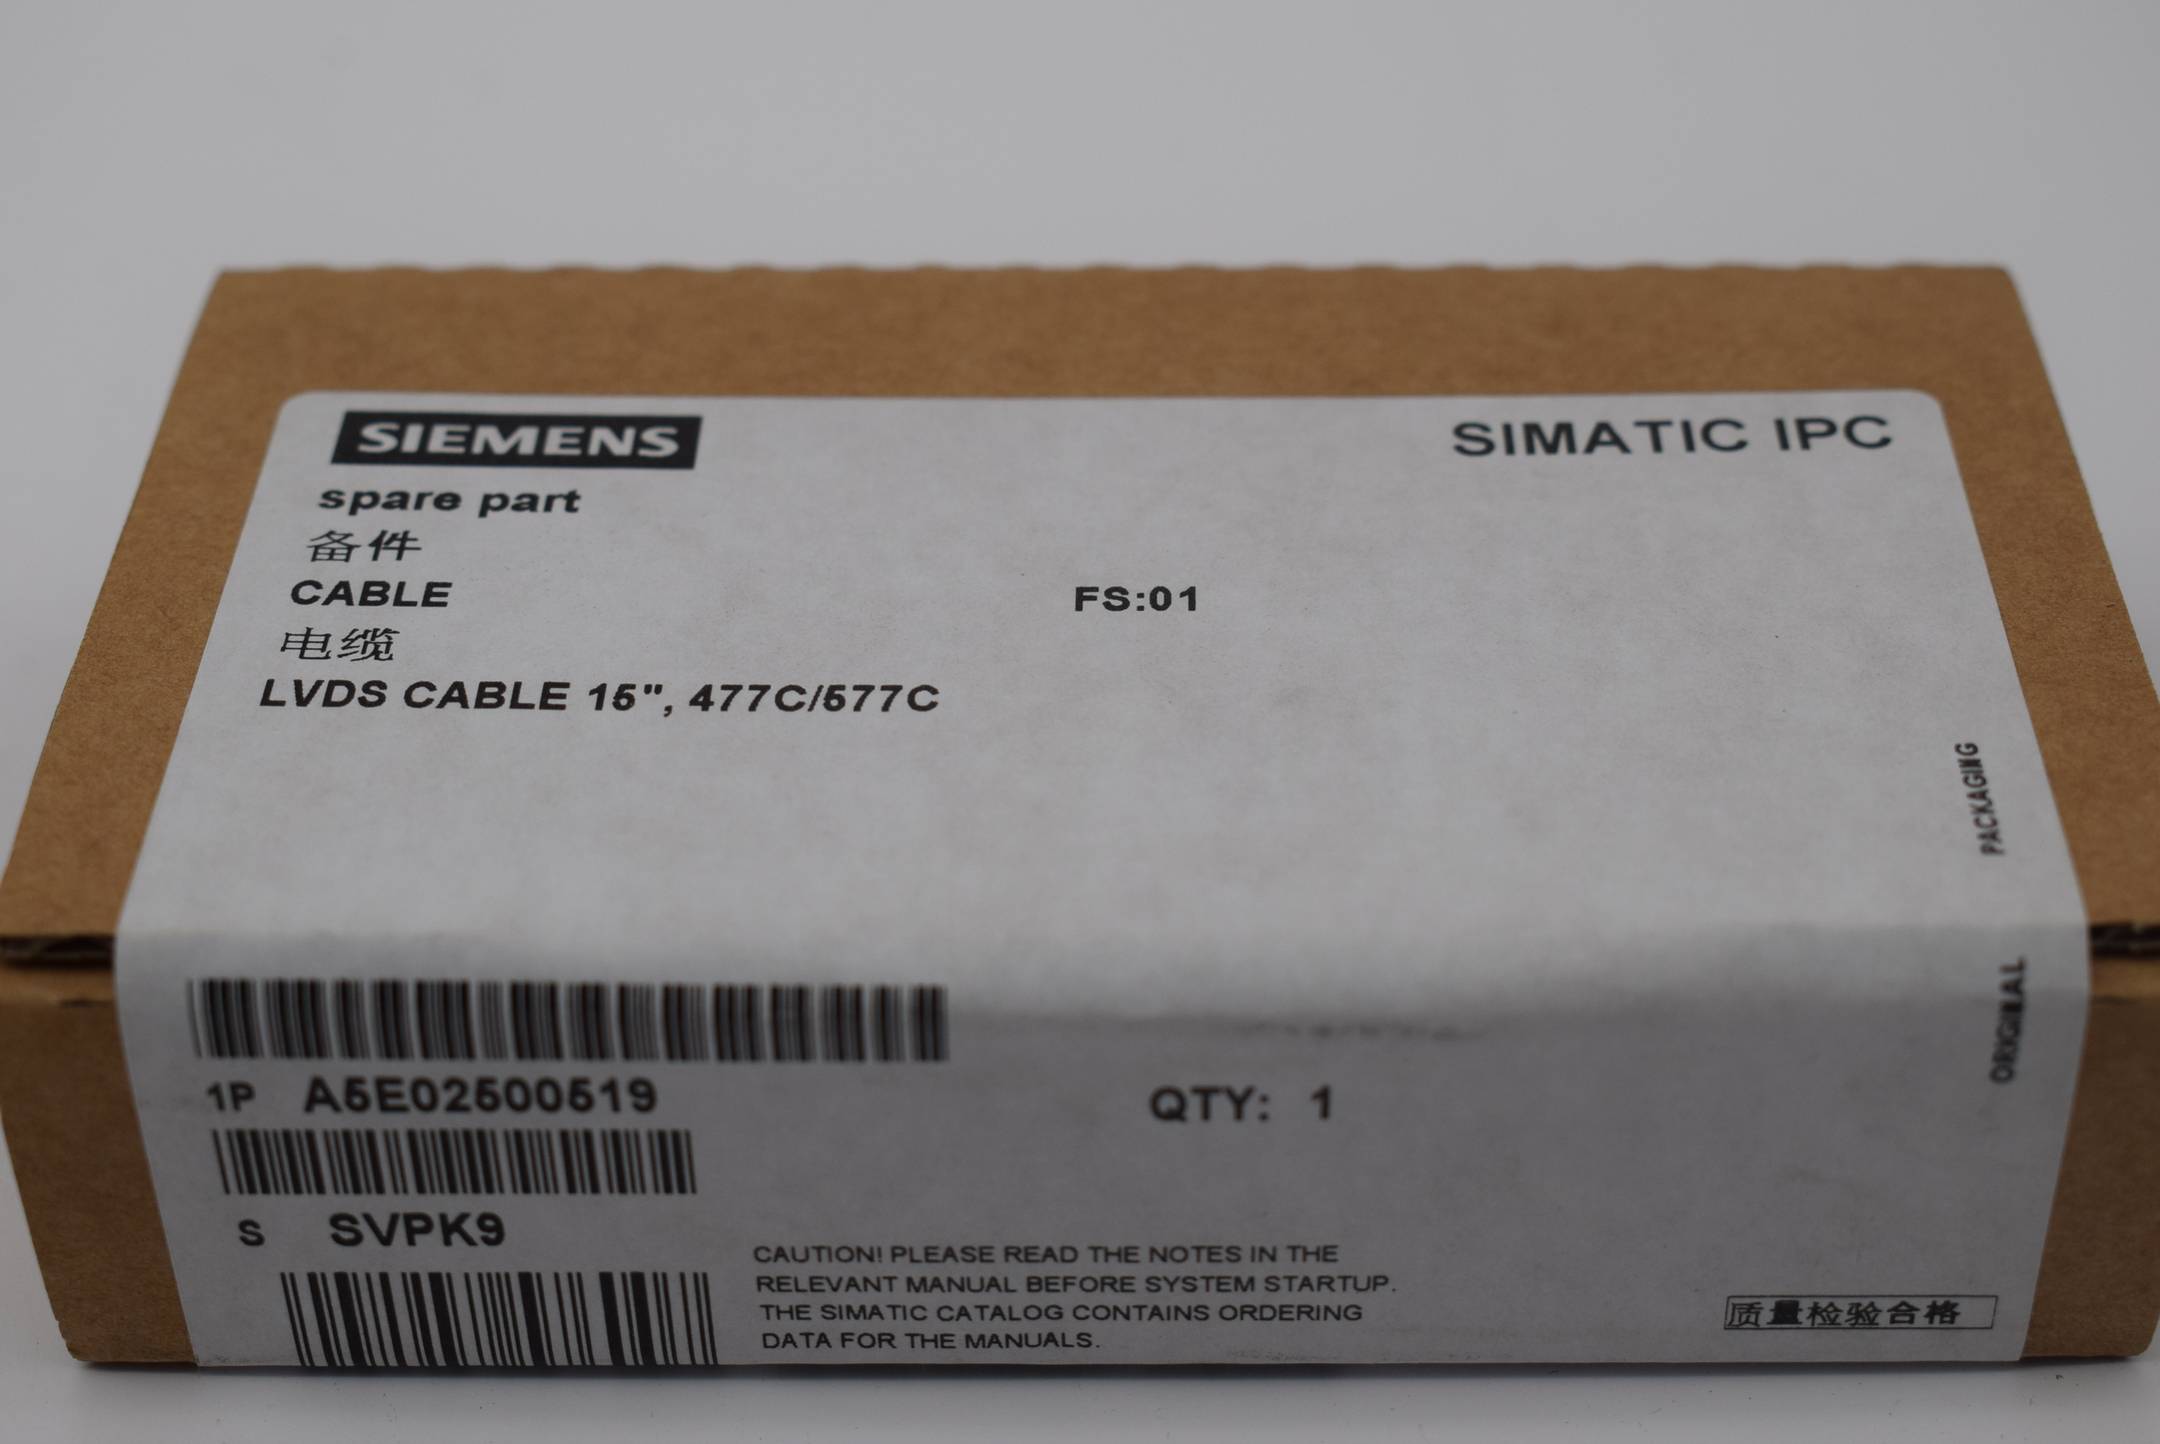 SIEMENS
SIMATIC IPC
spare part
备件
CABLE
FS:01
电缆
LVDS CABLE 15", 477C/577C
PACKAGING
ORIGINAL
1P A5E02500519
QTY: 1
S SVPK9
CAUTION! PLEASE READ THE NOTES IN THE
RELEVANT MANUAL BEFORE SYSTEM STARTUP.
THE SIMATIC CATALOG CONTAINS ORDERING
DATA FOR THE MANUALS.
质量检验合格